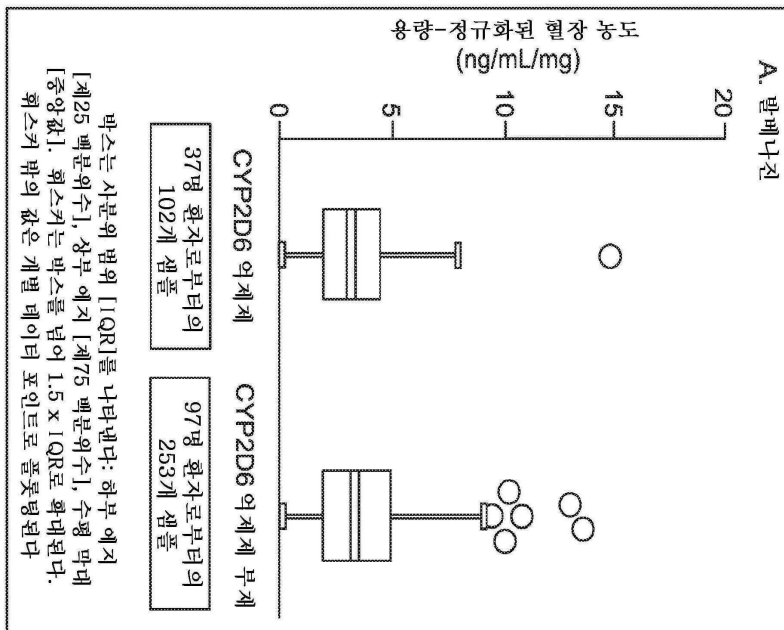 A. 발베나진
용량-정규화된 혈장 농도
(ng/mL/mg)
20
15
10
5
0
CYP2D6 억제제
CYP2D6 억제제 부재
37명 환자로부터의
102개 샘플
97명 환자로부터의
253개 샘플
박스는 사분위 범위 [IQR]를 나타낸다: 하부 에지
[제25 백분위수], 상부 에지 [제75 백분위수], 수평 막대
[중앙값]. 휘스커는 박스를 넘어 1.5 x IQR로 확대된다.
휘스커 밖의 값은 개별 데이터 포인트로 플롯팅된다